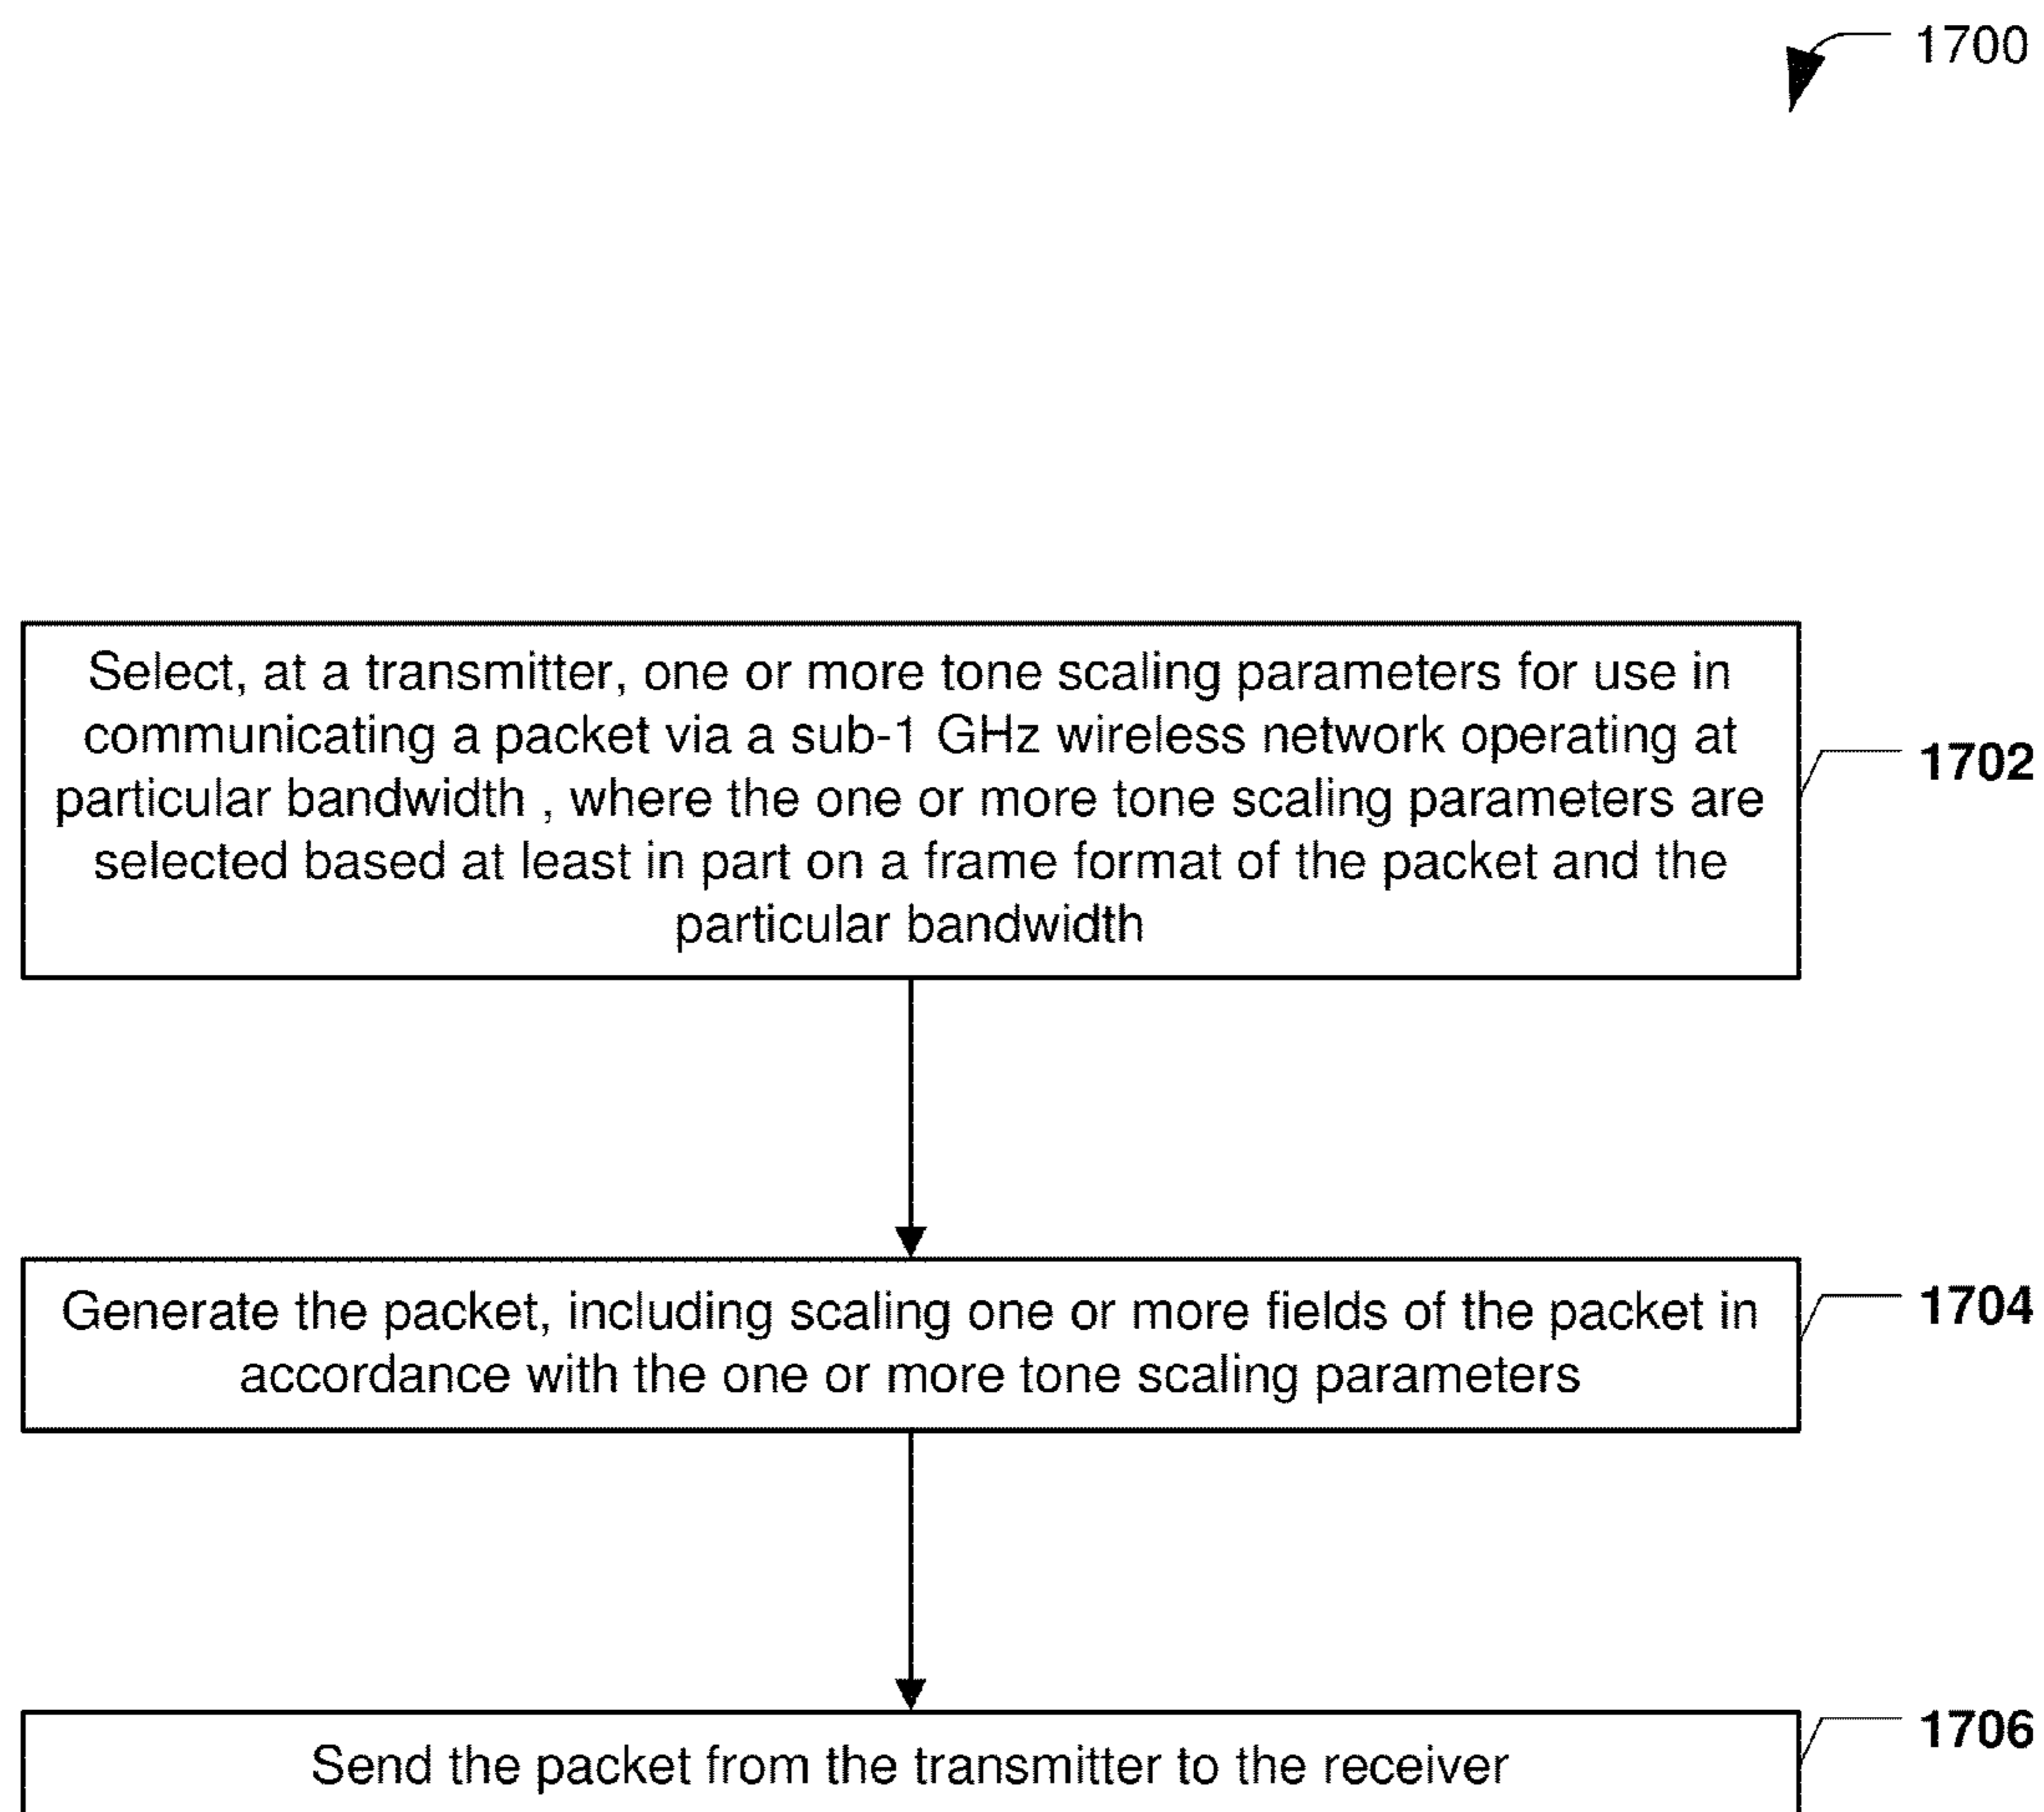 1700
Select, at a transmitter, one or more tone scaling parameters for use in
communicating a packet via a sub-1 GHz wireless network operating at
particular bandwidth , where the one or more tone scaling parameters are
selected based at least in part on a frame format of the packet and the
particular bandwidth
1702
Generate the packet, including scaling one or more fields of the packet in
accordance with the one or more tone scaling parameters
1704
Send the packet from the transmitter to the receiver
1706